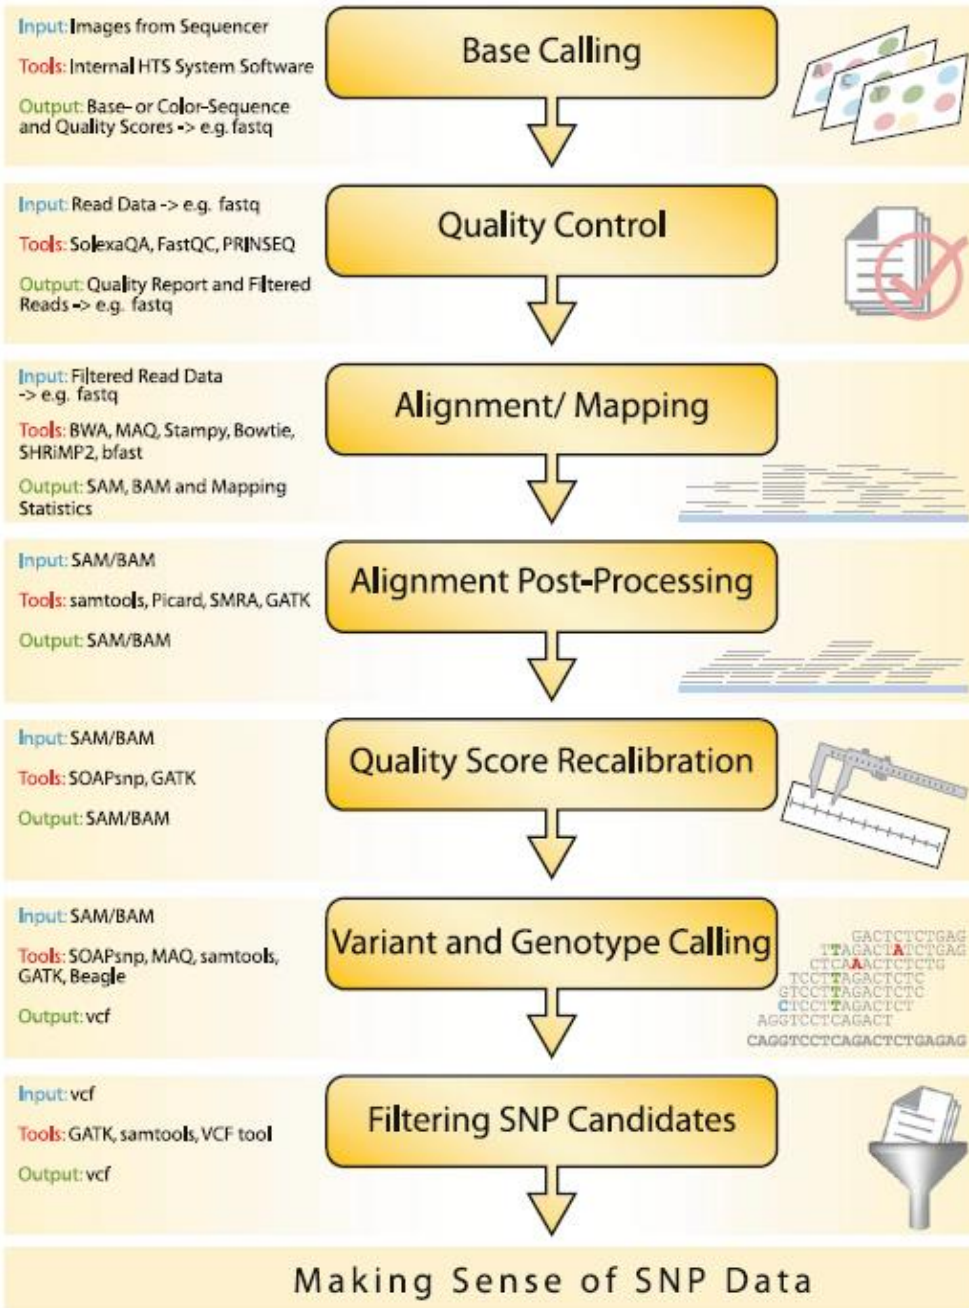 Input: Images from Sequencer
Tools: Internal HTS System Software
Output: Base- or Color-Sequence
and Quality Scores -> e.g. fastq
Base Calling
A C T
Input: Read Data -> e.g. fastq
Tools: SolexaQA, FastQC, PRINSEQ
Output: Quality Report and Filtered
Reads -> e.g. fastq
Quality Control
Input: Filtered Read Data
-> e.g. fastq
Tools: BWA, MAQ, Stampy, Bowtie,
SHRiMP2, bfast
Output: SAM, BAM and Mapping
Statistics
Alignment/ Mapping
Input: SAM/BAM
Tools: samtools, Picard, SMRA, GATK
Output: SAM/BAM
Alignment Post-Processing
Input: SAM/BAM
Tools: SOAPsnp, GATK
Output: SAM/BAM
Quality Score Recalibration
Input: SAM/BAM
Tools: SOAPsnp, MAQ, samtools,
GATK, Beagle
Output: vcf
Variant and Genotype Calling
GACTCTCTGAG
TTAGACTATCTGAG
CTCAAACTCTCTG
TCCTTAGACTCTC
GTCCTTAGACTCTC
CTCCTTAGACTCT
AGGTCCTCAGACT
CAGGTCCTCAGACTCTGAGAG
Input: vcf
Tools: GATK, samtools, VCF tool
Output: vcf
Filtering SNP Candidates
Making Sense of SNP Data